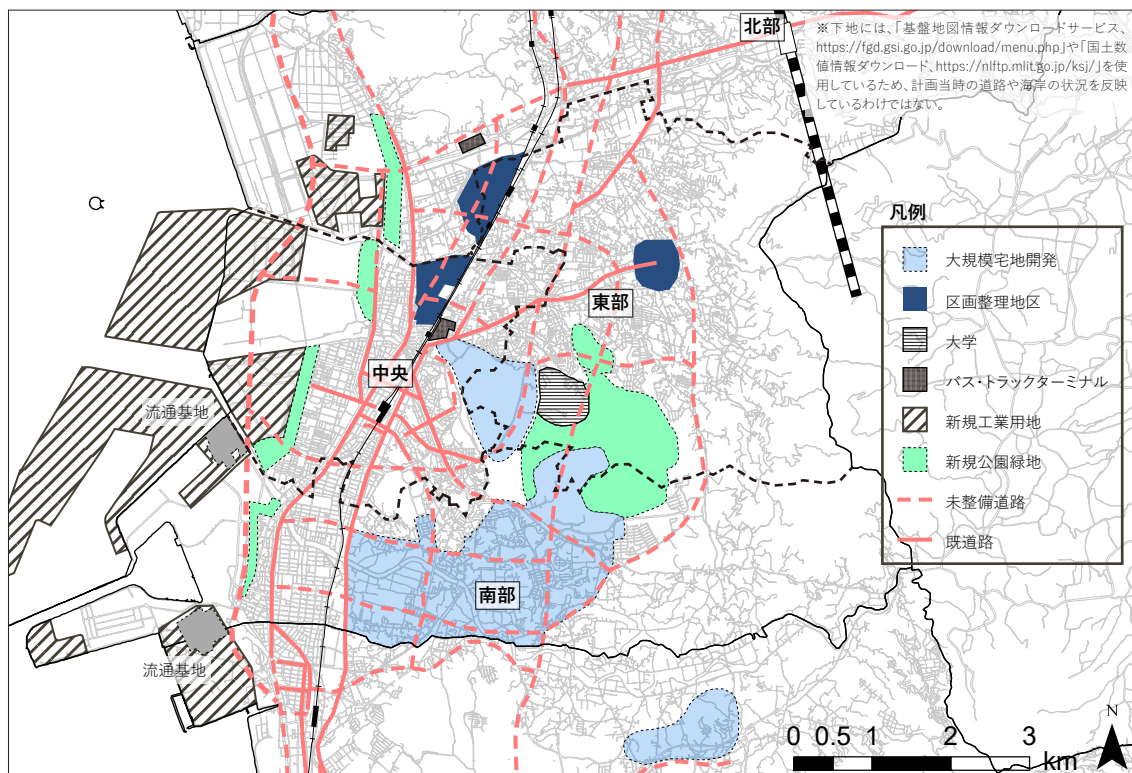 北部
※下地には、「基盤地図情報ダウンロードサービス、
https://fgd.gsi.go.jp/download/menu.php」や「国土数
値情報ダウンロード、https://nlftp.mlit.go.jp/ksj/」を使
用しているため、計画当時の道路や海岸の状況を反映
しているわけではない。
凡例
大規模宅地開発
区画整理地区
大学
バス・トラックターミナル
新規工業用地
新規公園緑地
未整備道路
既道路
東部
中央
流通基地
南部
流通基地
N
0 0.5 1 2 3
km